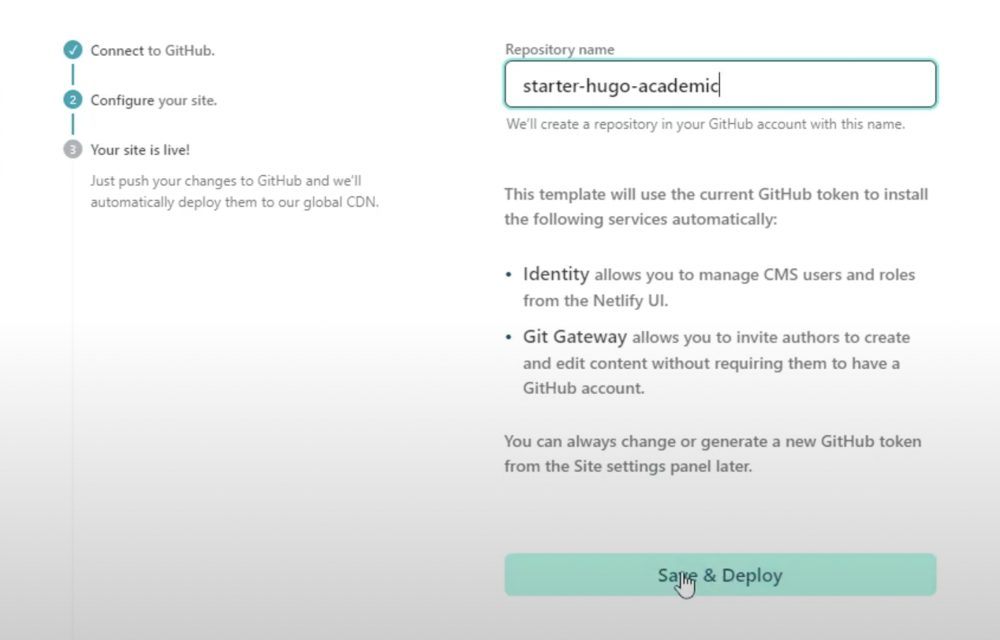 Connect to GitHub.
2 Configure your site.
3 Your site is live!
Just push your changes to GitHub and we'll
automatically deploy them to our global CDN.
Repository name
starter-hugo-academic
We'll create a repository in your GitHub account with this name.
This template will use the current GitHub token to install
the following services automatically:
• Identity allows you to manage CMS users and roles
from the Netlify UI.
• Git Gateway allows you to invite authors to create
and edit content without requiring them to have a
GitHub account.
You can always change or generate a new GitHub token
from the Site settings panel later.
Save & Deploy